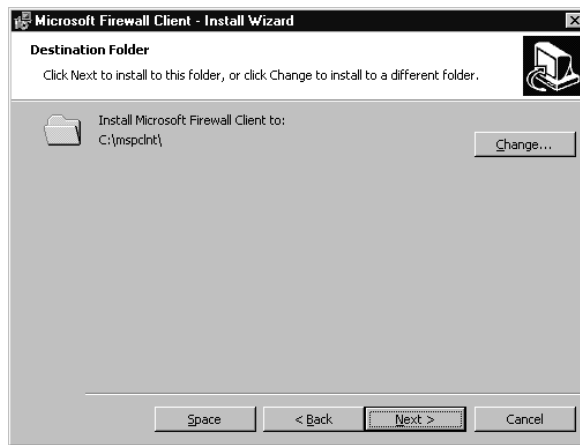 Microsoft Firewall Client - Install Wizard
Destination Folder
Click Next to install to this folder, or click Change to install to a different folder.
Install Microsoft Firewall Client to:
C:\mspclnt\
Change...
Space
< Back
Next >
Cancel